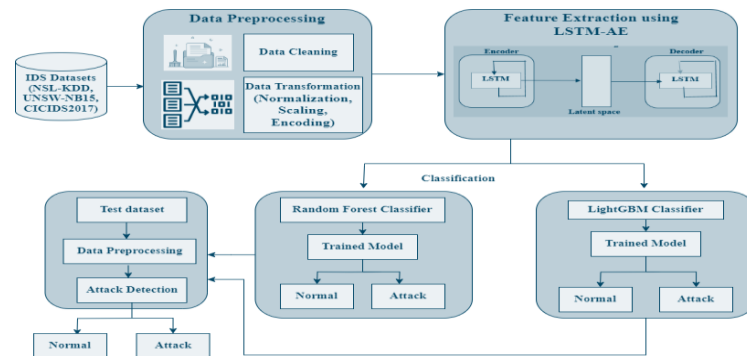 Data Preprocessing
Data Cleaning
Data Transformation
(Normalization,
Scaling,
Encoding)
IDS Datasets
(NSL-KDD,
UNSW-NB15,
CICIDS2017)
Feature Extraction using
LSTM-AE
Encoder
LSTM
Latent space
Decoder
LSTM
Classification
Test dataset
Data Preprocessing
Attack Detection
Normal
Attack
Random Forest Classifier
Trained Model
Normal
Attack
LightGBM Classifier
Trained Model
Normal
Attack